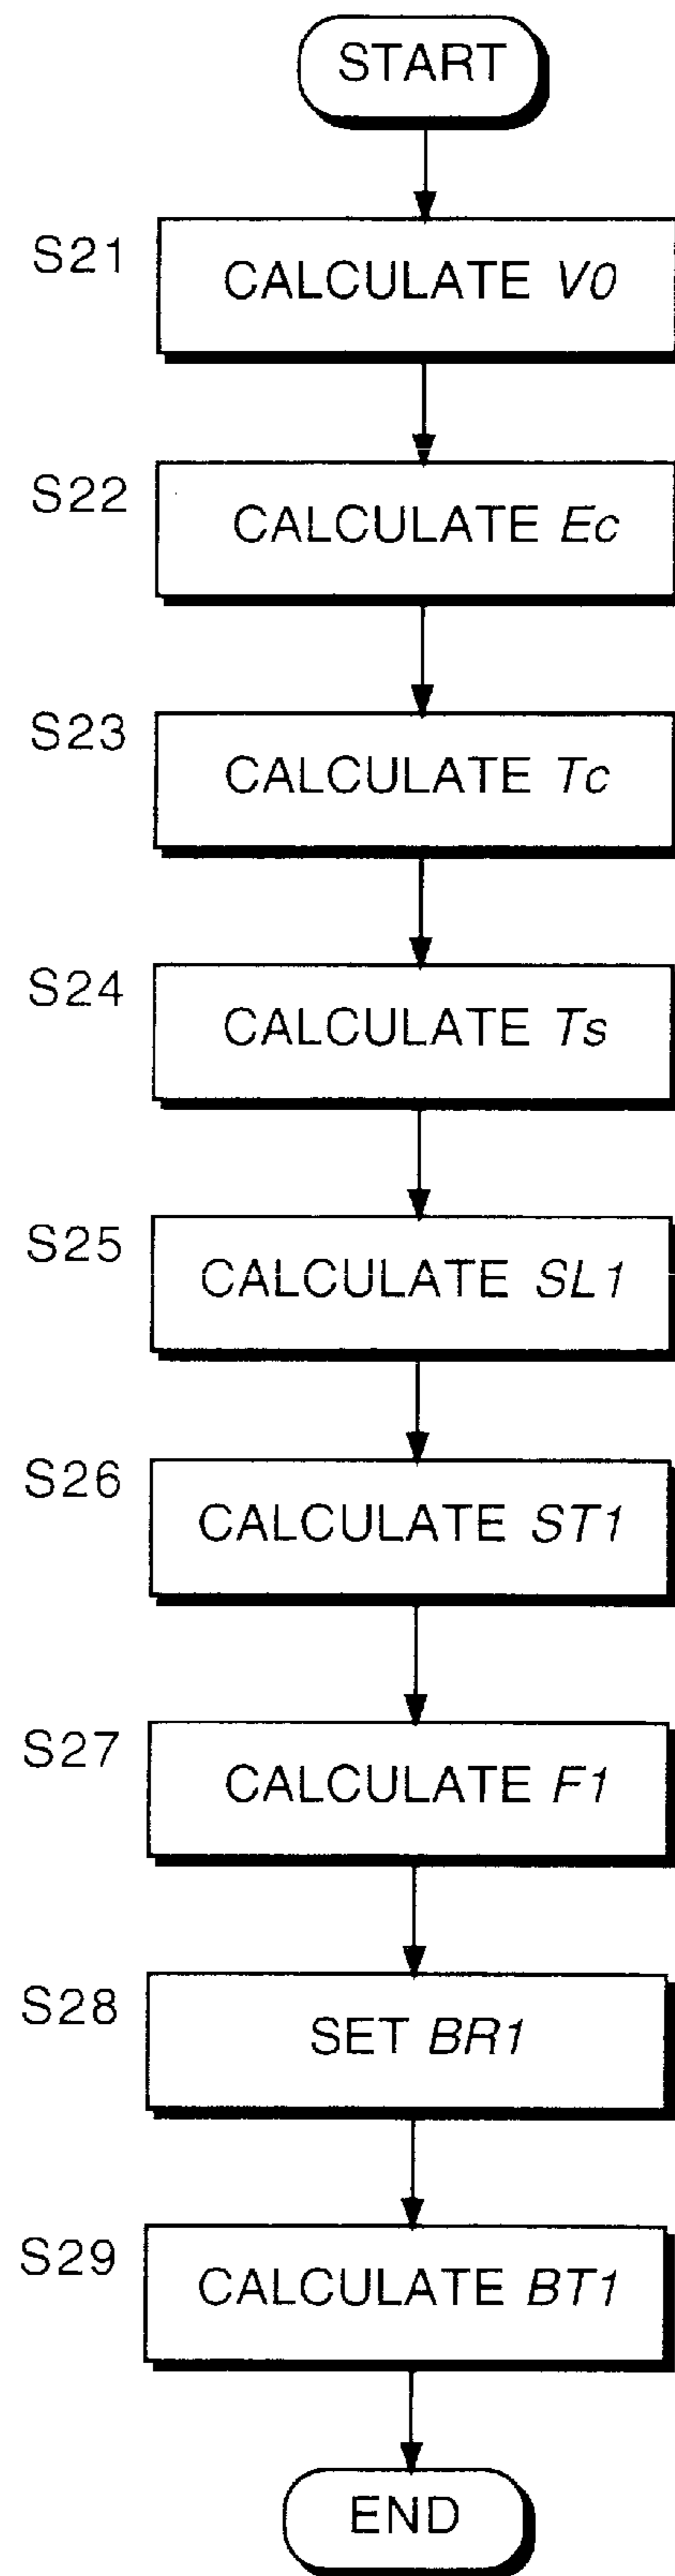 START
S21
CALCULATE V0
S22
CALCULATE Ec
S23
CALCULATE Tc
S24
CALCULATE Ts
S25
CALCULATE SL1
S26
CALCULATE ST1
S27
CALCULATE F1
S28
SET BR1
S29
CALCULATE BT1
END